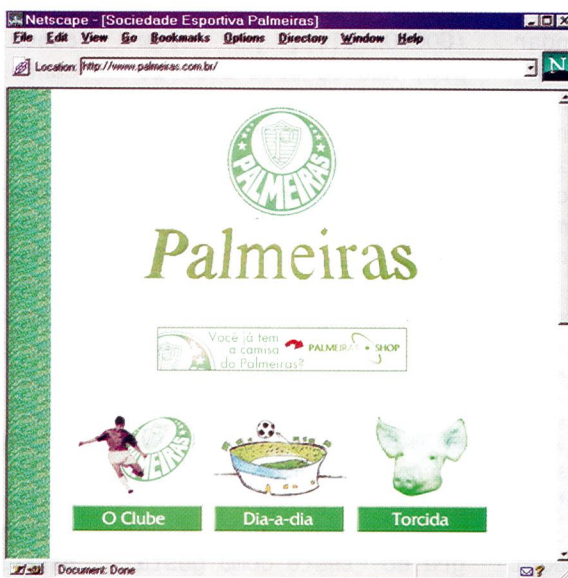 Netscape - [Sociedade Esportiva Palmeiras]
File Edit View Go Bookmarks Options Directory Window Help
Location: http://www.palmeiras.com.br/
N
PALMEIRAS
Palmeiras
Você já tem
a camisa
do Palmeiras?
PALMEIRAS SHOP
O Clube
Dia-a-dia
Torcida
Document: Done